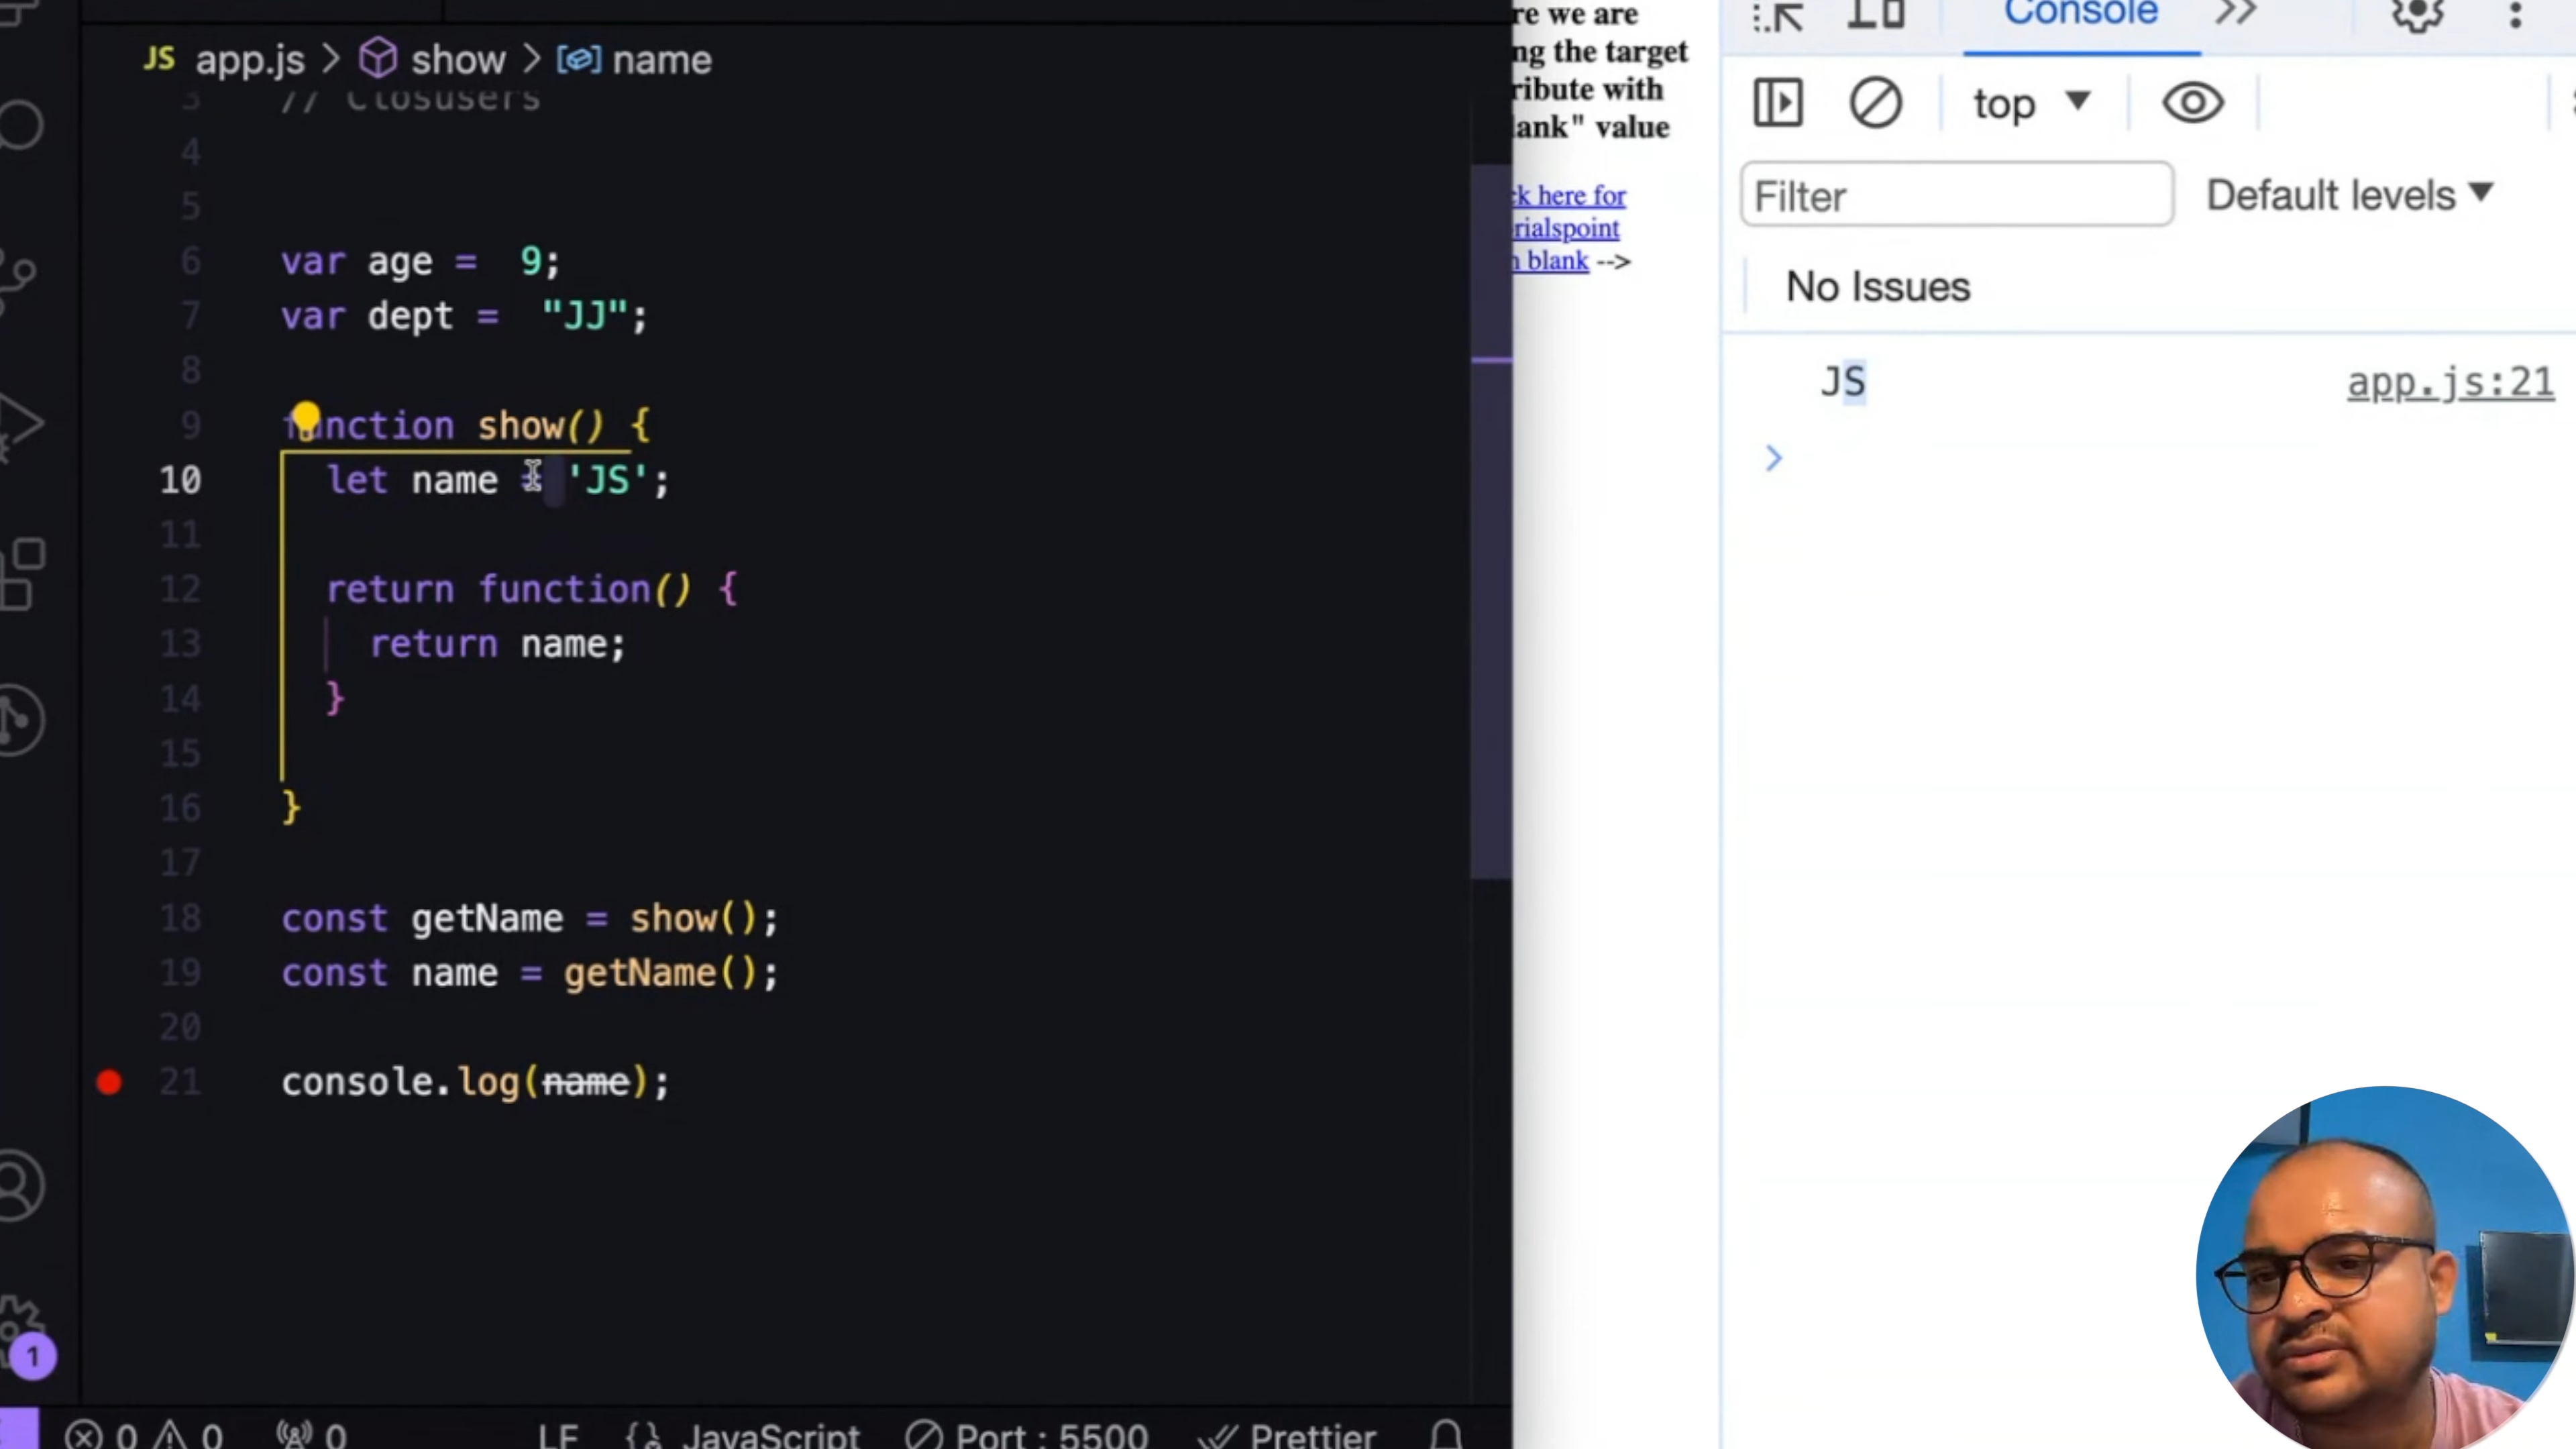 JS app.js > show > name
3 // Closusers
4
5
6 var age = 9;
7 var dept = "JJ";
8
9 function show() {
10 let name = 'JS';
11
12 return function() {
13 return name;
14 }
15
16 }
17
18 const getName = show();
19 const name = getName();
20
21 console.log(name);
1
0 0 0 LF JavaScript Port : 5500 Prettier
re we are
ng the target
ribute with
lank" value
ck here for
rialspoint
n blank -->
Console
top
Filter Default levels
No Issues
JS app.js:21